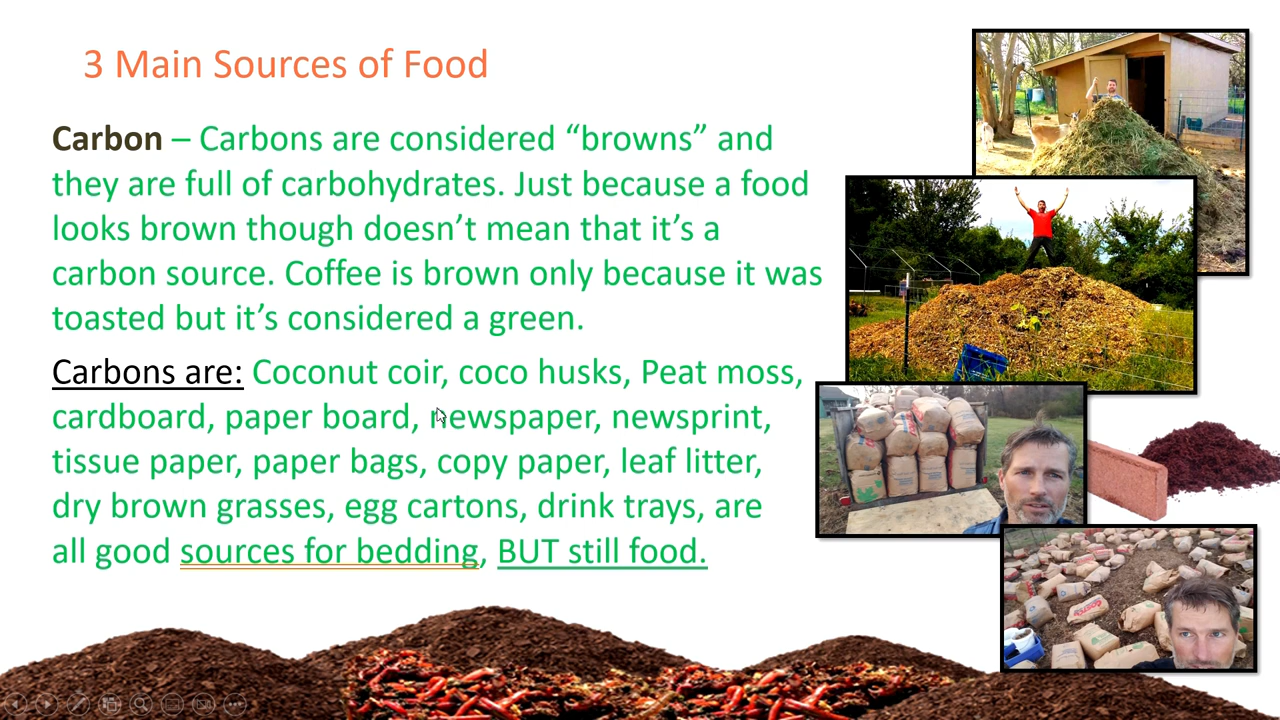 3 Main Sources of Food
Carbon – Carbons are considered “browns” and
they are full of carbohydrates. Just because a food
looks brown though doesn’t mean that it’s a
carbon source. Coffee is brown only because it was
toasted but it’s considered a green.
Carbons are: Coconut coir, coco husks, Peat moss,
cardboard, paper board, newspaper, newsprint,
tissue paper, paper bags, copy paper, leaf litter,
dry brown grasses, egg cartons, drink trays, are
all good sources for bedding, BUT still food.